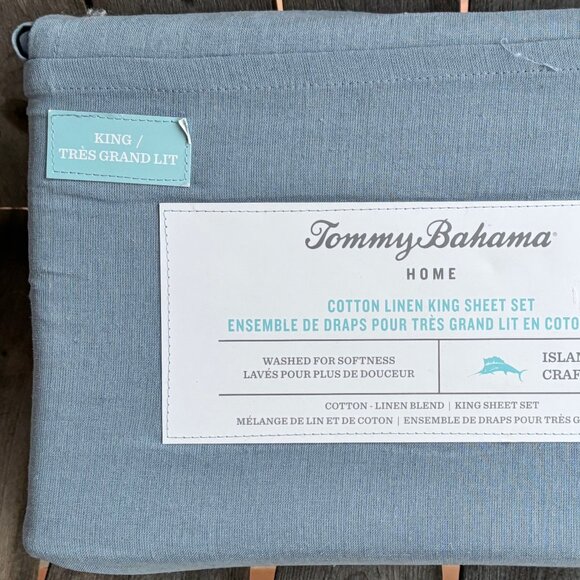 KING /
TRÈS GRAND LIT
Tommy Bahama®
HOME
COTTON LINEN KING SHEET SET
ENSEMBLE DE DRAPS POUR TRÈS GRAND LIT EN
WASHED FOR SOFTNESS
LAVÉS POUR PLUS DE DOUCEUR
COTTON - LINEN BLEND | KING SHEET SET
MÉLANGE DE LIN ET DE COTON | ENSEMBLE DE DRAPS POUR TRÈS